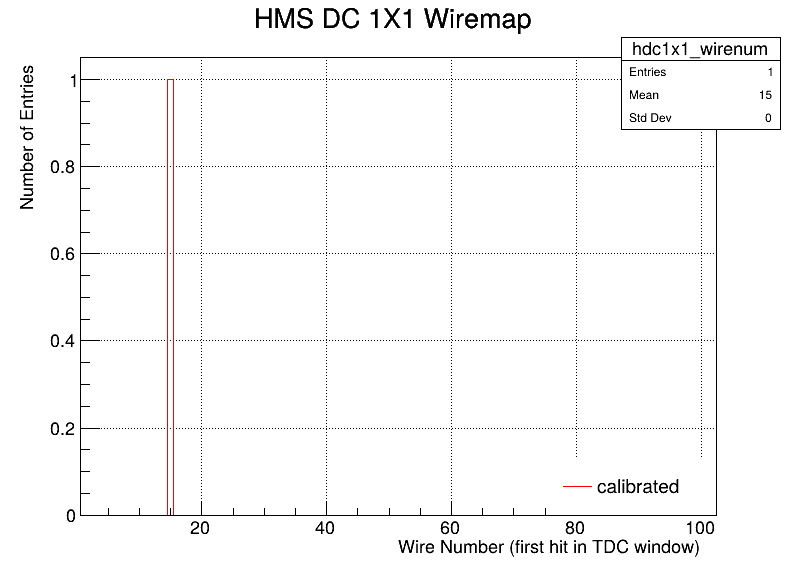 HMS DC 1X1 Wiremap
hdc1x1_wirenum
Entries 1
Mean 15
Std Dev 0
Number of Entries
1
0.8
0.6
0.4
0.2
0
calibrated
20 40 60 80 100
Wire Number (first hit in TDC window)